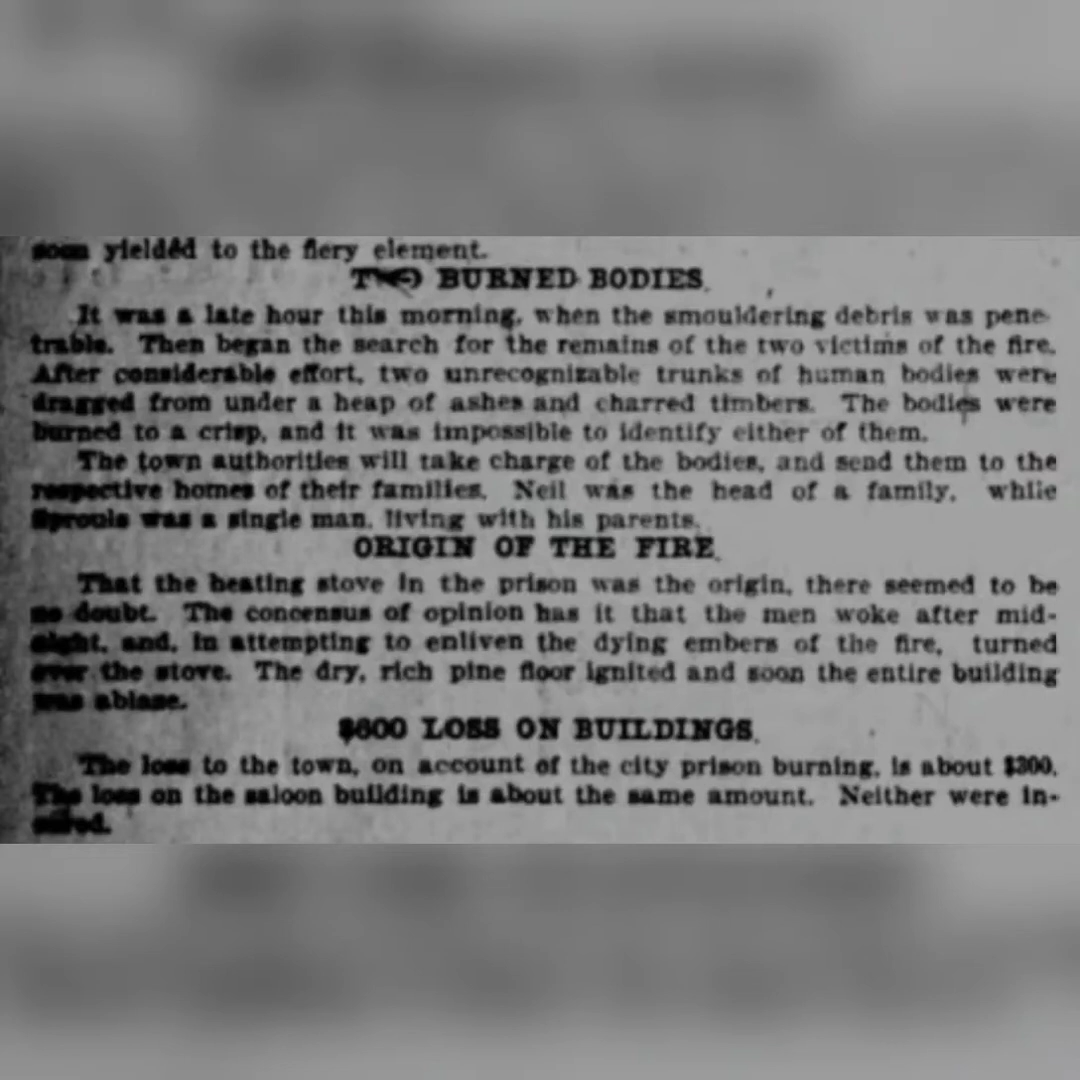 soon yielded to the fiery element.
TWO BURNED BODIES.
It was a late hour this morning, when the smouldering debris was pene-
trable. Then began the search for the remains of the two victims of the fire.
After considerable effort, two unrecognizable trunks of human bodies were
dragged from under a heap of ashes and charred timbers. The bodies were
burned to a crisp, and it was impossible to identify either of them.
The town authorities will take charge of the bodies, and send them to the
respective homes of their families. Neil was the head of a family, while
Sprouls was a single man, living with his parents.
ORIGIN OF THE FIRE.
That the heating stove in the prison was the origin, there seemed to be
no doubt. The concensus of opinion has it that the men woke after mid-
night, and, in attempting to enliven the dying embers of the fire, turned
over the stove. The dry, rich pine floor ignited and soon the entire building
was ablase.
$600 LOSS ON BUILDINGS.
The loss to the town, on account of the city prison burning, is about $300.
The loss on the saloon building is about the same amount. Neither were in-
sured.